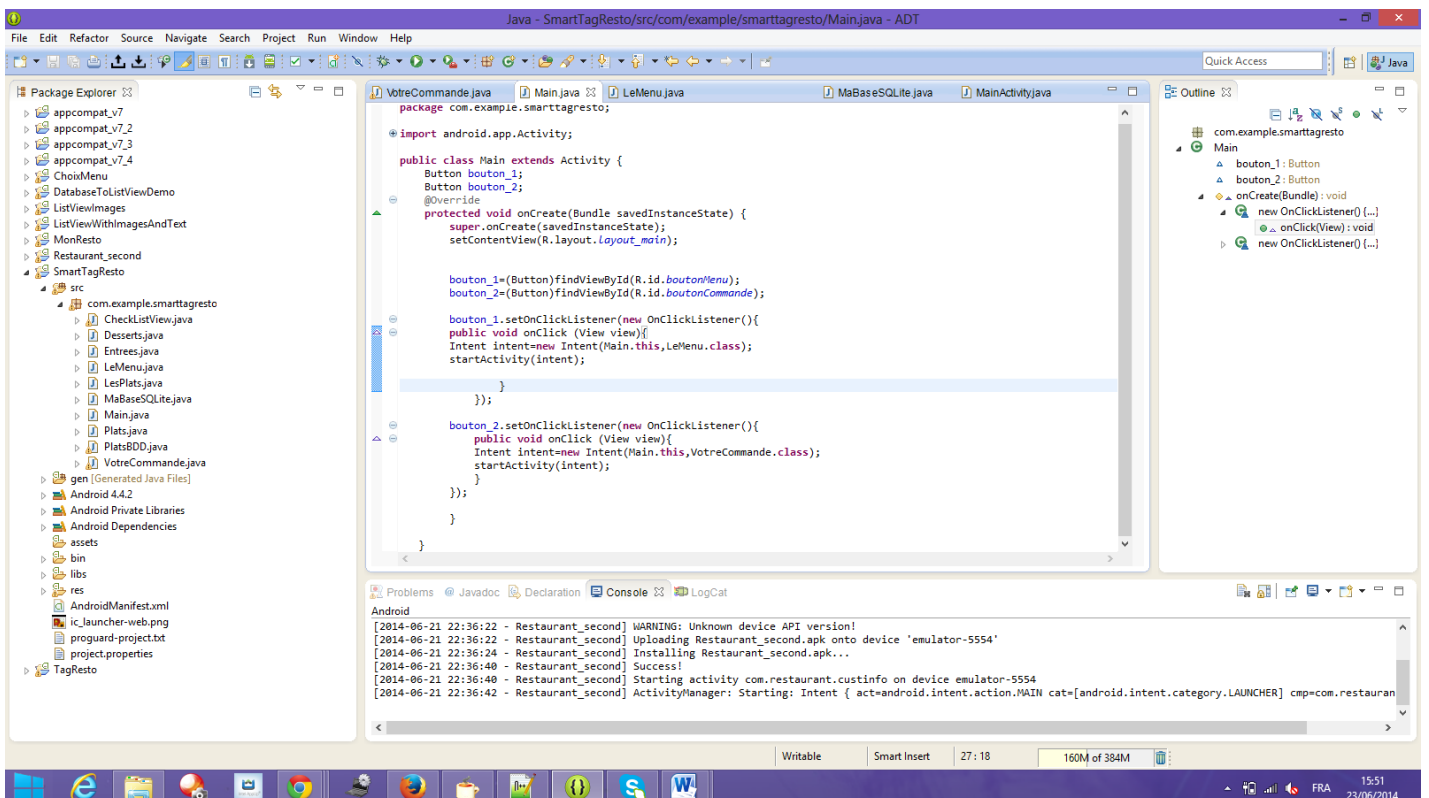 Java - SmartTagResto/src/com/example/smarttagresto/Main.java - ADT
File Edit Refactor Source Navigate Search Project Run Window Help
Quick Access
Java
Package Explorer
appcompat_v7
appcompat_v7_2
appcompat_v7_3
appcompat_v7_4
ChoixMenu
DatabaseToListViewDemo
ListViewImages
ListViewWithImagesAndText
MonResto
Restaurant_second
SmartTagResto
src
com.example.smarttagresto
CheckListView.java
Desserts.java
Entrees.java
LeMenu.java
LesPlats.java
MaBaseSQLite.java
Main.java
Plats.java
PlatsBDD.java
VotreCommande.java
gen [Generated Java Files]
Android 4.4.2
Android Private Libraries
Android Dependencies
assets
bin
libs
res
AndroidManifest.xml
ic_launcher-web.png
proguard-project.txt
project.properties
TagResto
VotreCommande.java Main.java LeMenu.java MaBaseSQLite.java MainActivity.java
package com.example.smarttagresto;
import android.app.Activity;
public class Main extends Activity {
Button bouton_1;
Button bouton_2;
@Override
protected void onCreate(Bundle savedInstanceState) {
super.onCreate(savedInstanceState);
setContentView(R.layout.layout_main);
bouton_1=(Button)findViewById(R.id.boutonMenu);
bouton_2=(Button)findViewById(R.id.boutonCommande);
bouton_1.setOnClickListener(new OnClickListener(){
public void onClick (View view){
Intent intent=new Intent(Main.this,LeMenu.class);
startActivity(intent);
}
});
bouton_2.setOnClickListener(new OnClickListener(){
public void onClick (View view){
Intent intent=new Intent(Main.this,VotreCommande.class);
startActivity(intent);
}
});
}
}
Outline
com.example.smarttagresto
Main
bouton_1 : Button
bouton_2 : Button
onCreate(Bundle) : void
new OnClickListener() {...}
onClick(View) : void
new OnClickListener() {...}
Problems @ Javadoc Declaration Console LogCat
Android
[2014-06-21 22:36:22 - Restaurant_second] WARNING: Unknown device API version!
[2014-06-21 22:36:22 - Restaurant_second] Uploading Restaurant_second.apk onto device 'emulator-5554'
[2014-06-21 22:36:24 - Restaurant_second] Installing Restaurant_second.apk...
[2014-06-21 22:36:40 - Restaurant_second] Success!
[2014-06-21 22:36:40 - Restaurant_second] Starting activity com.restaurant.custinfo on device emulator-5554
[2014-06-21 22:36:42 - Restaurant_second] ActivityManager: Starting: Intent { act=android.intent.action.MAIN cat=[android.intent.category.LAUNCHER] cmp=com.restauran
Writable Smart Insert 27 : 18 160M of 384M
FRA
15:51
23/06/2014